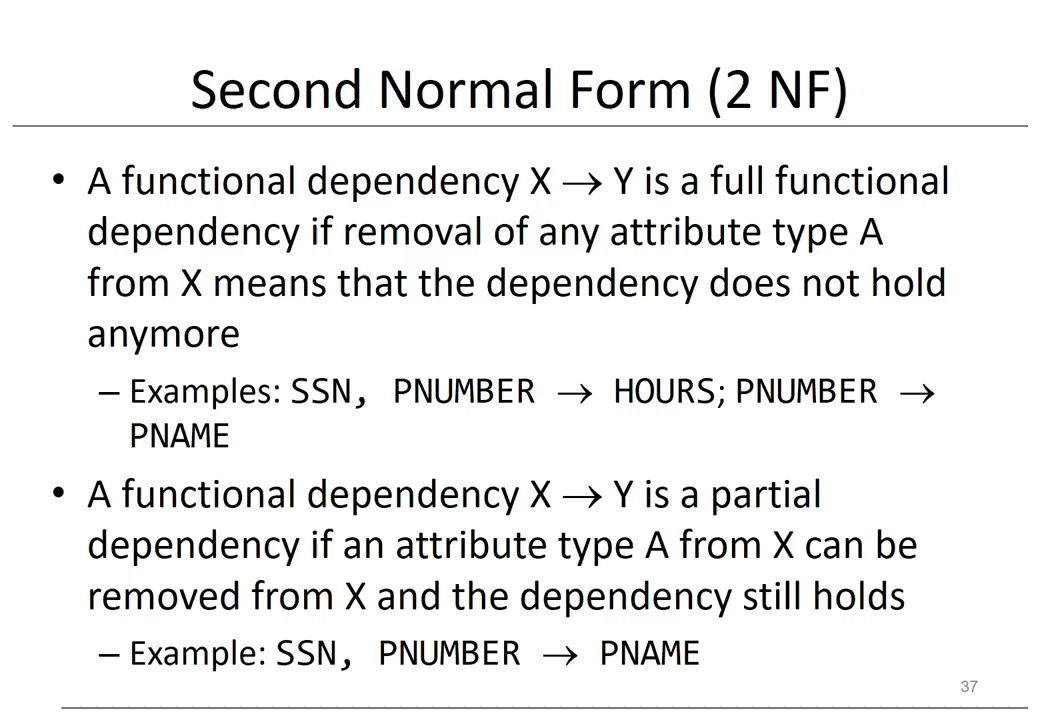 Second Normal Form (2 NF)
• A functional dependency X → Y is a full functional
dependency if removal of any attribute type A
from X means that the dependency does not hold
anymore
– Examples: SSN, PNUMBER → HOURS; PNUMBER →
PNAME
• A functional dependency X → Y is a partial
dependency if an attribute type A from X can be
removed from X and the dependency still holds
– Example: SSN, PNUMBER → PNAME
37